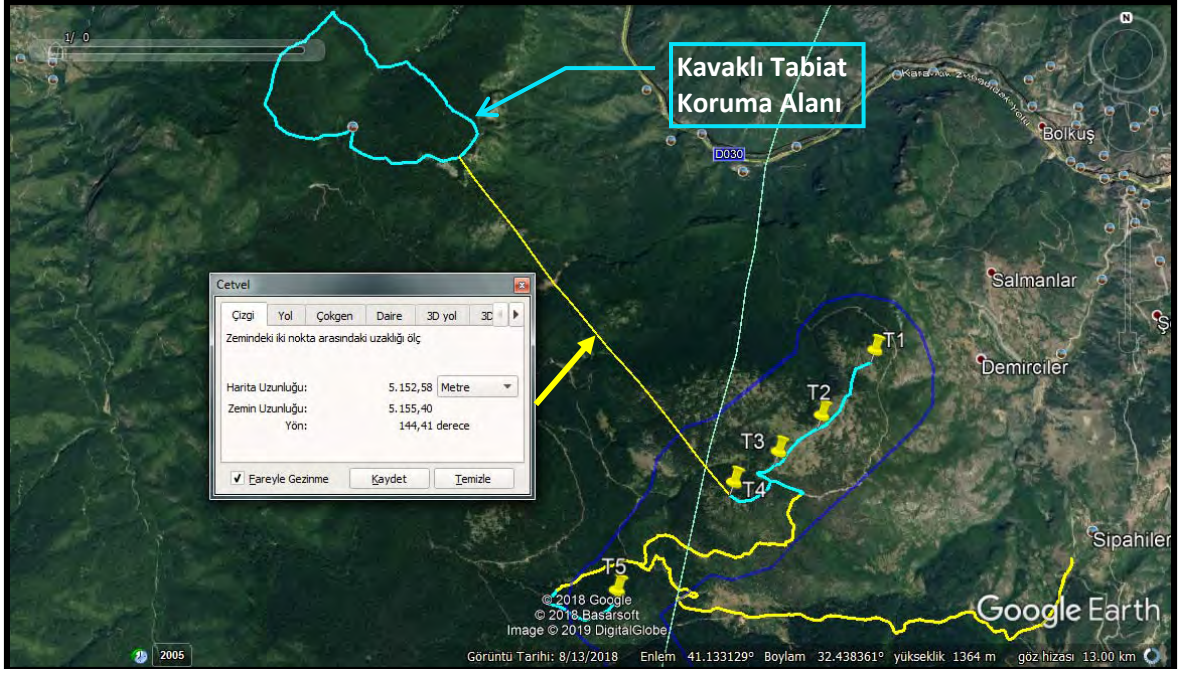 1/ 0
N
Kavaklı Tabiat
Koruma Alanı
Bolkuş
D030
Salmanlar
Demirciler
Sipahiler
T1
T2
T3
T4
T5
Cetvel
Çizgi Yol Çokgen Daire 3D yol 3D
Zemindeki iki nokta arasındaki uzaklığı ölç
Harita Uzunluğu: 5.152,58 Metre
Zemin Uzunluğu: 5.155,40
Yön: 144,41 derece
Fareyle Gezinme Kaydet Temizle
© 2018 Google
© 2018 Basarsoft
Image © 2019 DigitalGlobe
Google Earth
2005
Görüntü Tarihi: 8/13/2018 Enlem 41.133129° Boylam 32.438361° yükseklik 1364 m göz hizası 13.00 km